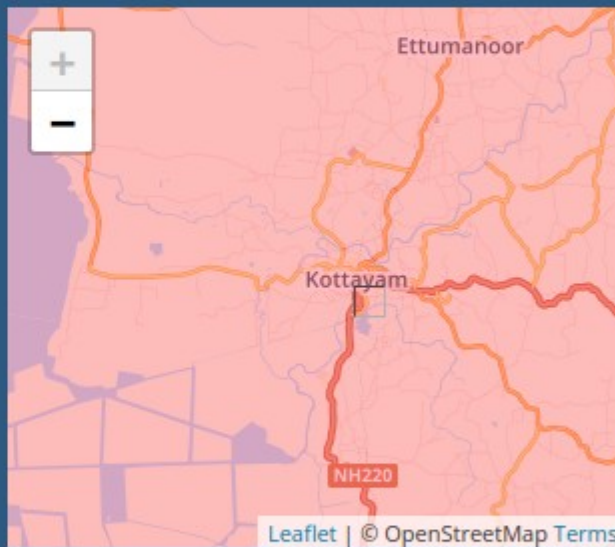 +
Ettumanoor
−
Kottayam
NH220
Leaflet | © OpenStreetMap Terms